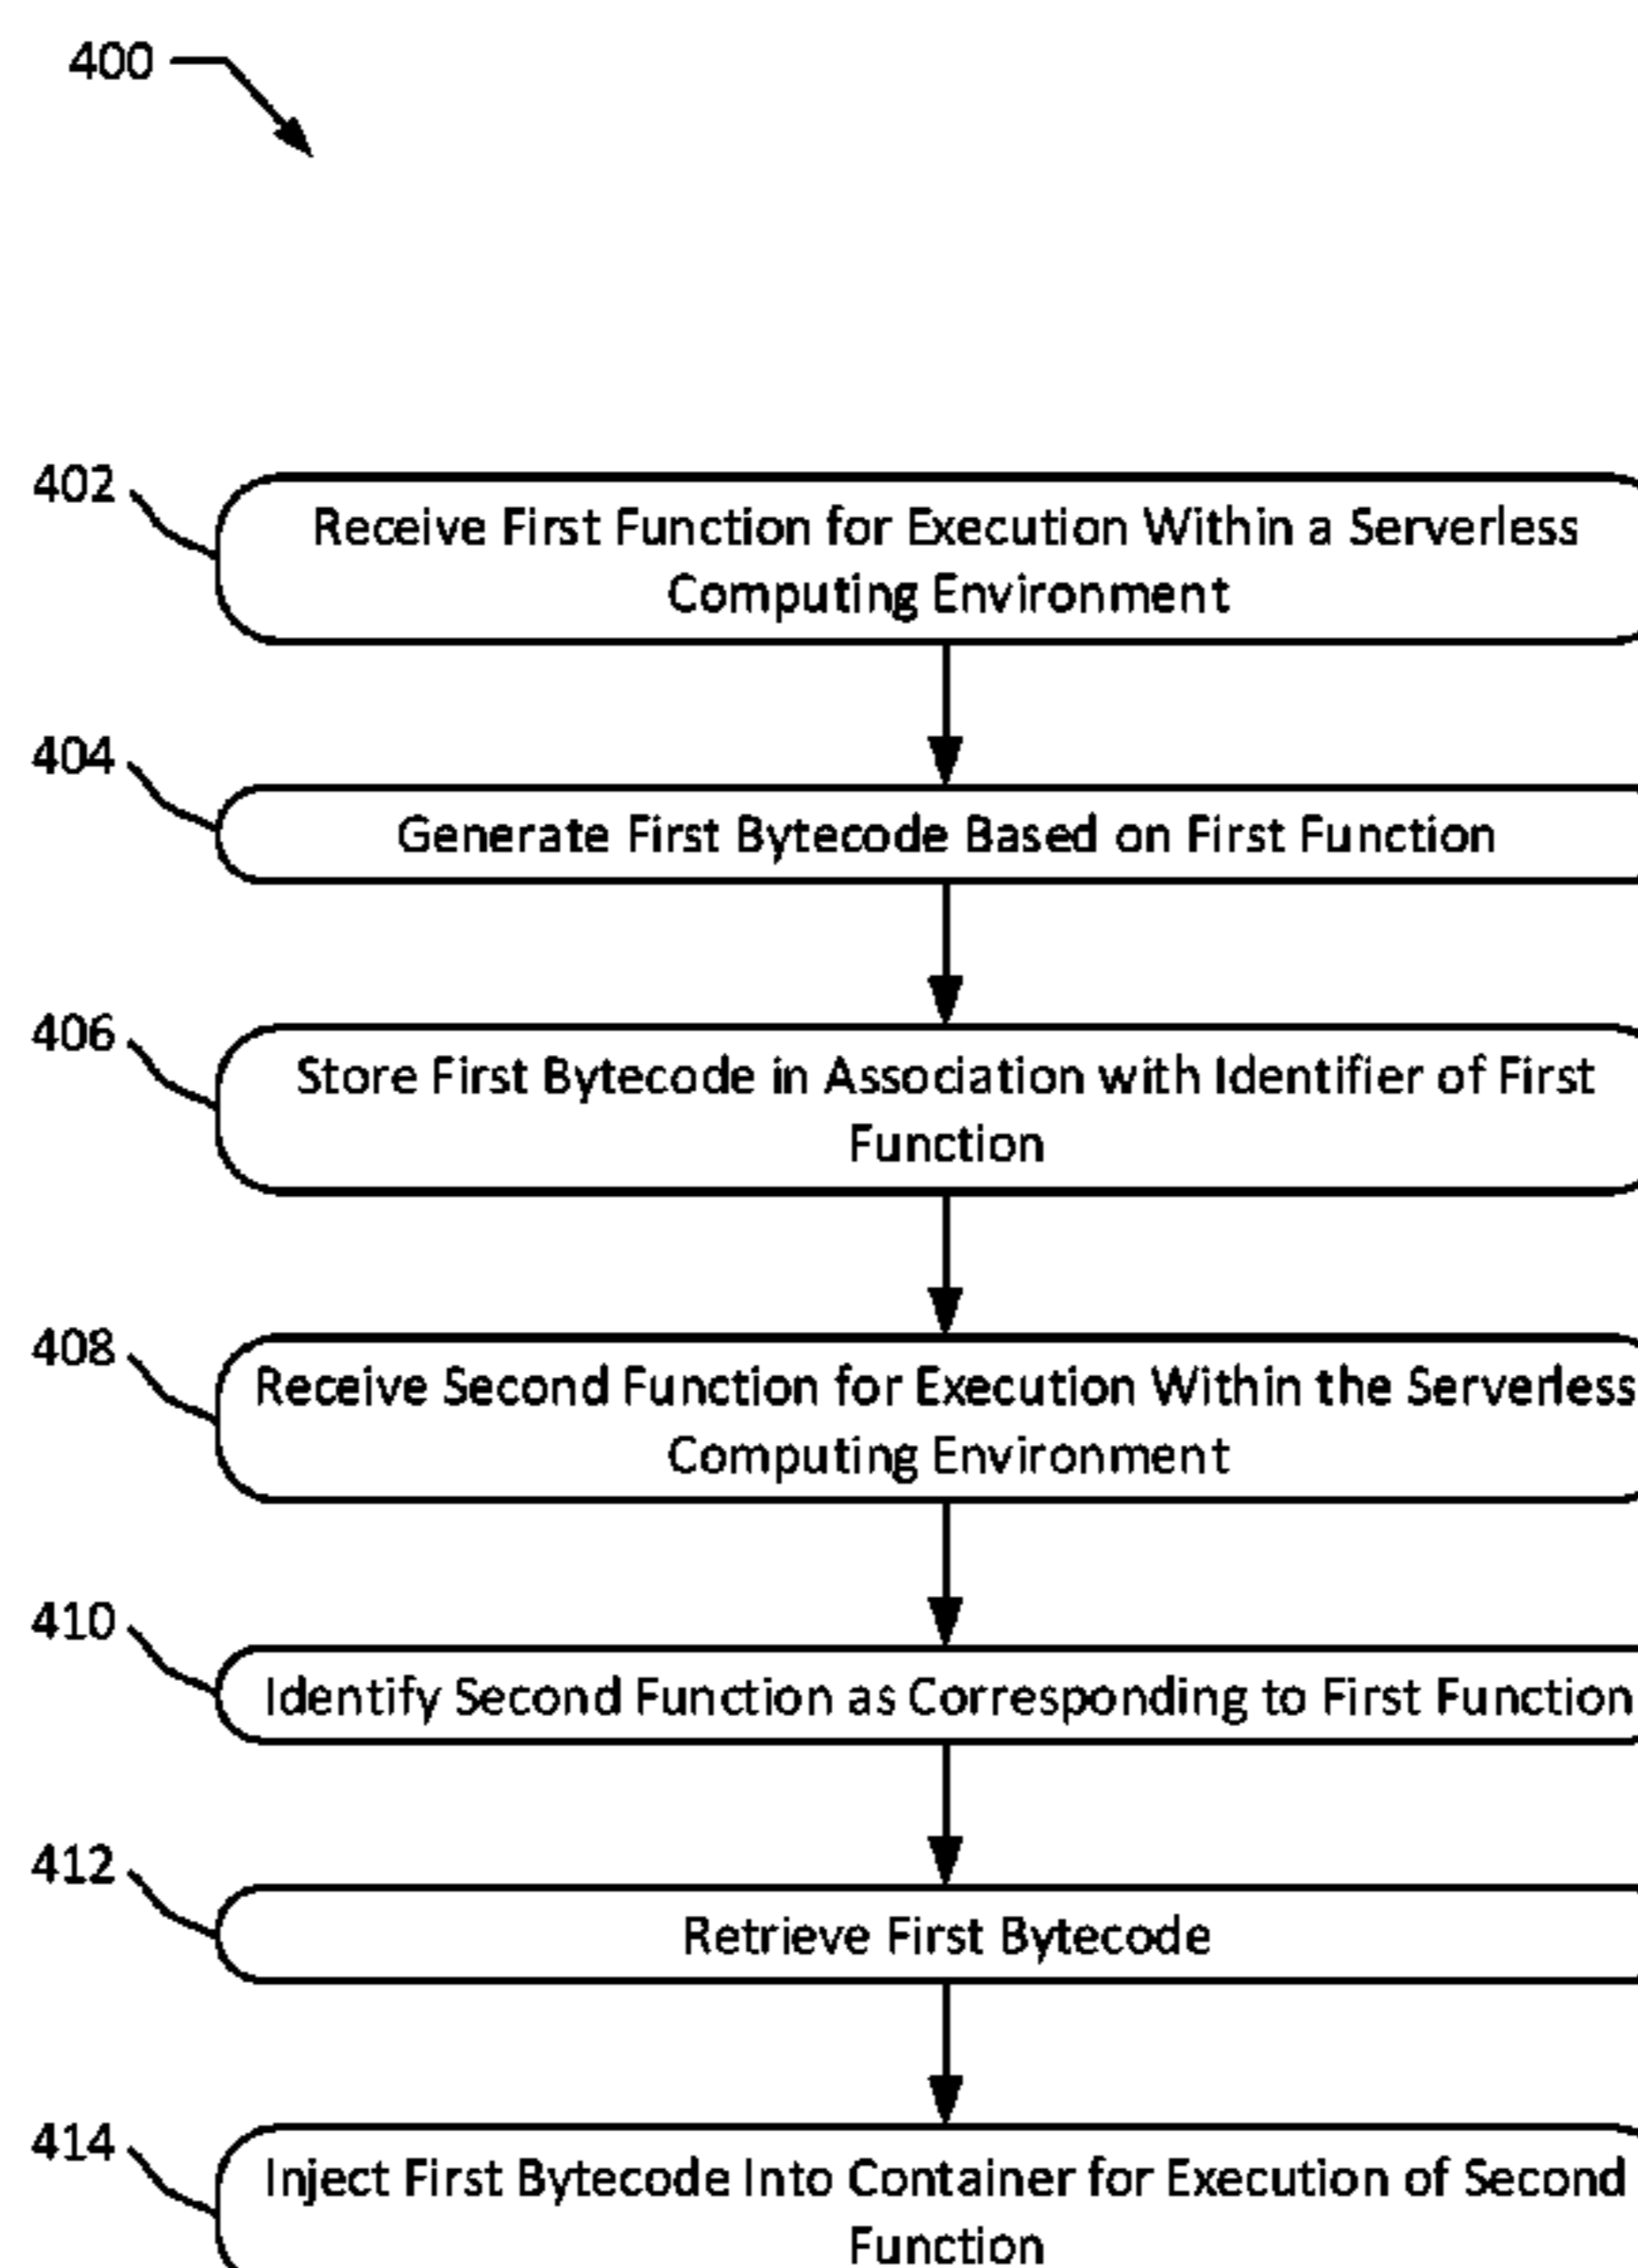 400
402
Receive First Function for Execution Within a Serverless
Computing Environment
404
Generate First Bytecode Based on First Function
406
Store First Bytecode in Association with Identifier of First
Function
408
Receive Second Function for Execution Within the Serverless
Computing Environment
410
Identify Second Function as Corresponding to First Function
412
Retrieve First Bytecode
414
Inject First Bytecode Into Container for Execution of Second
Function